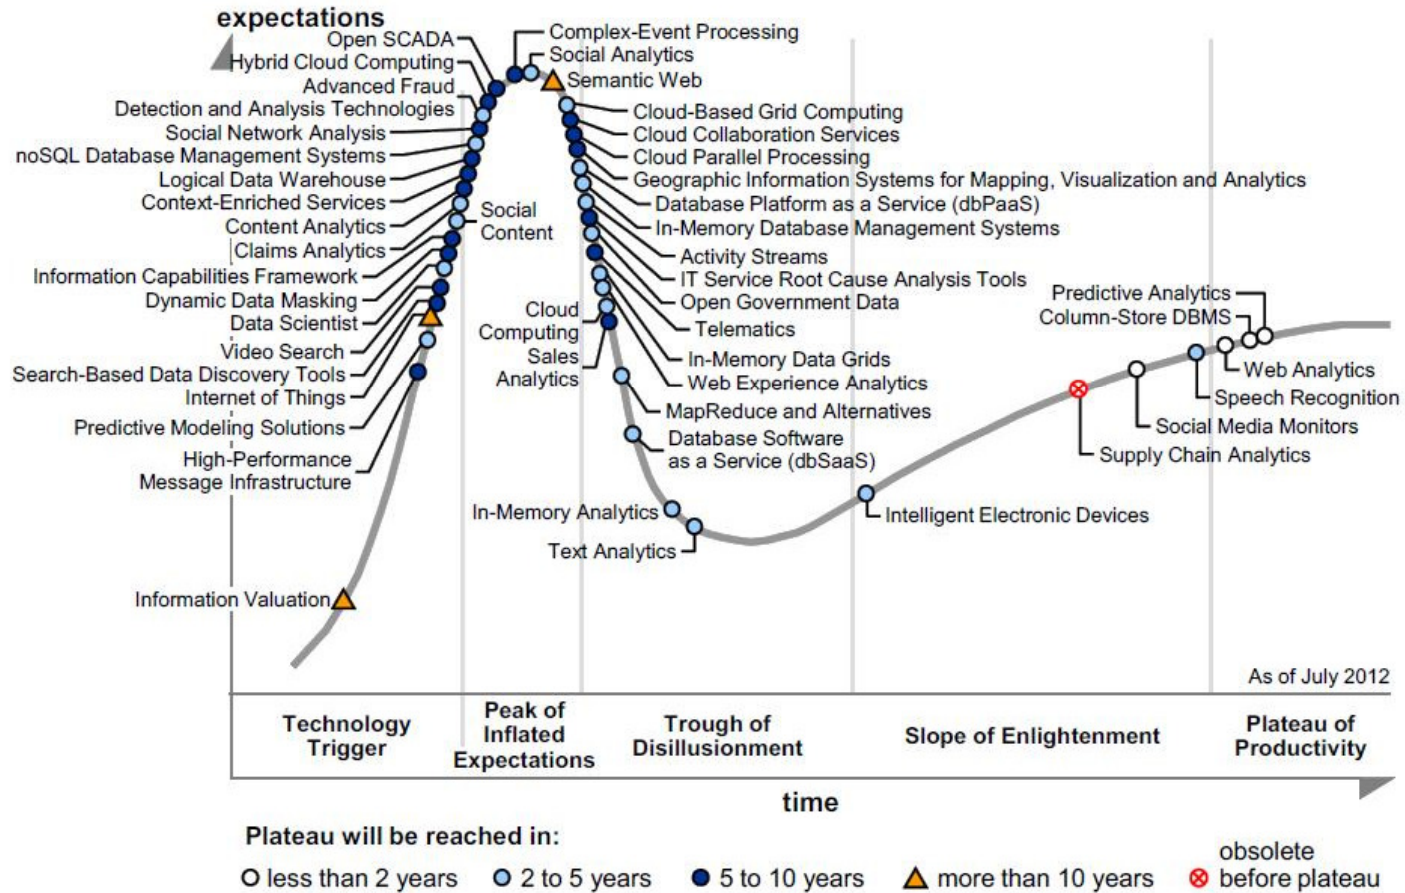 expectations
Open SCADA
Hybrid Cloud Computing
Advanced Fraud
Detection and Analysis Technologies
Social Network Analysis
noSQL Database Management Systems
Logical Data Warehouse
Context-Enriched Services
Content Analytics
Claims Analytics
Information Capabilities Framework
Dynamic Data Masking
Data Scientist
Video Search
Search-Based Data Discovery Tools
Internet of Things
Predictive Modeling Solutions
High-Performance
Message Infrastructure
Information Valuation
Complex-Event Processing
Social Analytics
Semantic Web
Social
Content
Cloud-Based Grid Computing
Cloud Collaboration Services
Cloud Parallel Processing
Geographic Information Systems for Mapping, Visualization and Analytics
Database Platform as a Service (dbPaaS)
In-Memory Database Management Systems
Activity Streams
IT Service Root Cause Analysis Tools
Open Government Data
Telematics
In-Memory Data Grids
Web Experience Analytics
Cloud
Computing
Sales
Analytics
MapReduce and Alternatives
Database Software
as a Service (dbSaaS)
In-Memory Analytics
Text Analytics
Intelligent Electronic Devices
Predictive Analytics
Column-Store DBMS
Web Analytics
Speech Recognition
Social Media Monitors
Supply Chain Analytics
As of July 2012
Technology
Trigger
Peak of
Inflated
Expectations
Trough of
Disillusionment
Slope of Enlightenment
Plateau of
Productivity
time
Plateau will be reached in:
less than 2 years
2 to 5 years
5 to 10 years
more than 10 years
obsolete
before plateau